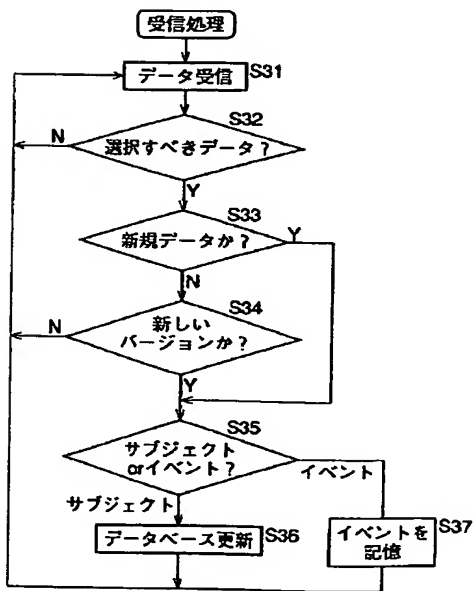 受信処理
データ受信 S31
S32
N
選択すべきデータ?
Y
S33
新規データか?
Y
N
S34
N
新しい
バージョンか?
Y
S35
サブジェクト
orイベント?
イベント
サブジェクト
データベース更新 S36
イベントを
記憶
S37